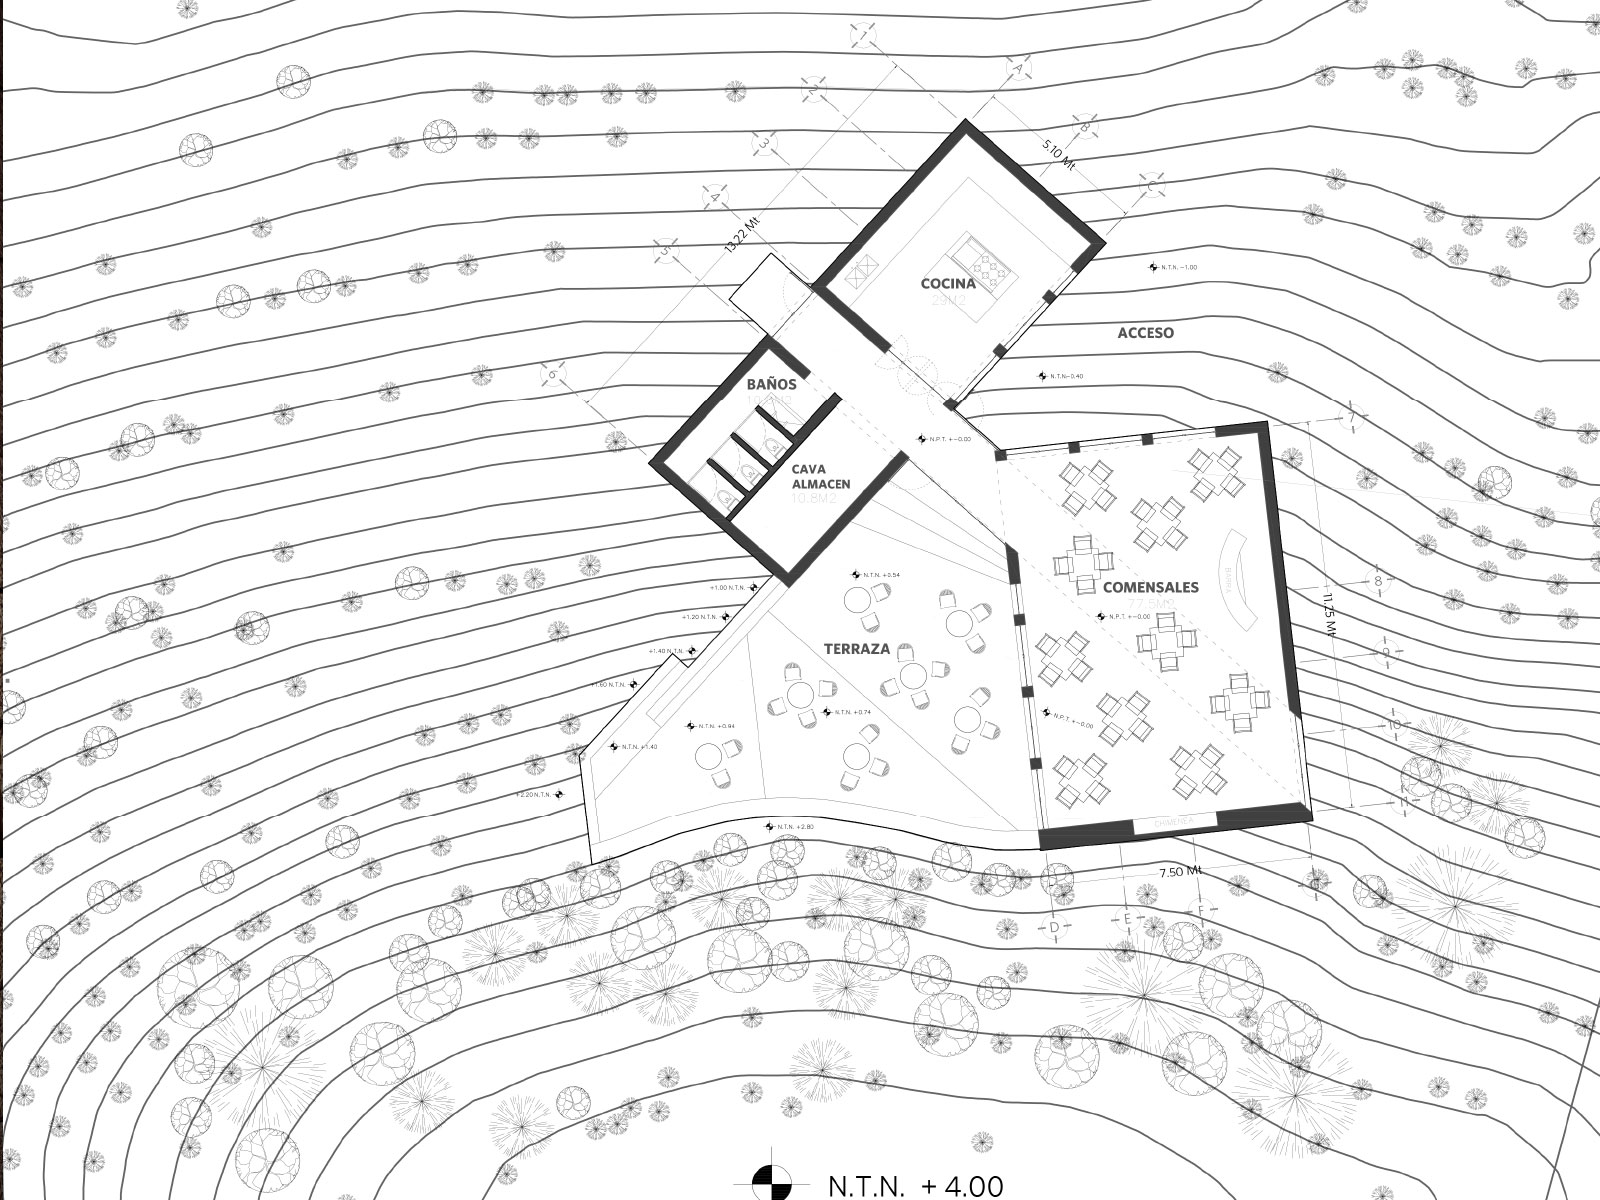 1
A
2
B
3
5.10 Mt
C
4
13.22 Mt
5
N.T.N. -1.00
COCINA
29M2
ACCESO
6
N.T.N-0.40
BAÑOS
7
N.P.T. +-0.00
CAVA
ALMACEN
10.8M2
N.T.N. +0.54
8
+1.00 N.T.N.
COMENSALES
77.5M2
BARRA
11.75 Mt
+1.20 N.T.N.
N.P.T. +-0.00
+1.40 N.T.N.
TERRAZA
9
+1.60 N.T.N.
N.T.N. +0.74
N.P.T. +-0.00
N.T.N. +0.94
10
N.T.N. +1.40
+2.20 N.T.N.
11
N.T.N. +2.80
CHIMENEA
7.50 Mt
D
E
F
G
N.T.N. + 4.00